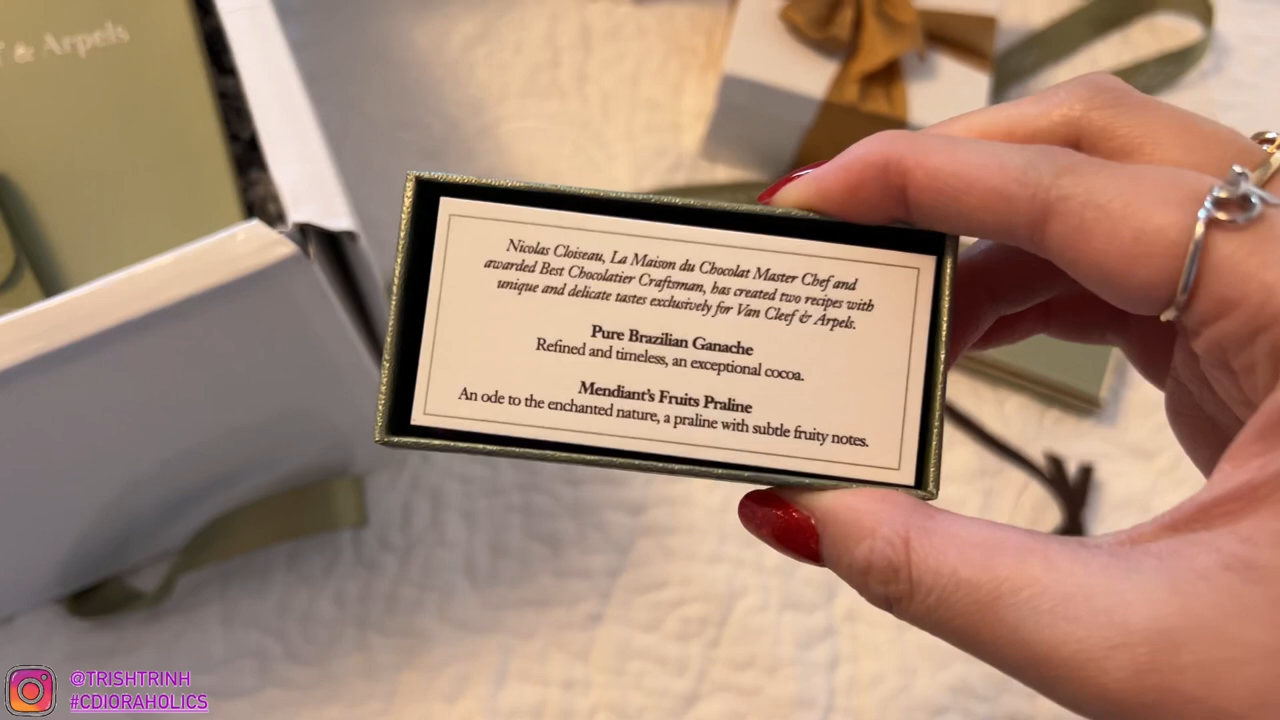 & Arpels
Nicolas Cloiseau, La Maison du Chocolat Master Chef and
awarded Best Chocolatier Craftsman, has created two recipes with
unique and delicate tastes exclusively for Van Cleef & Arpels.
Pure Brazilian Ganache
Refined and timeless, an exceptional cocoa.
Mendiant's Fruits Praline
An ode to the enchanted nature, a praline with subtle fruity notes.
@TRISHTRINH
#CDIORAHOLICS